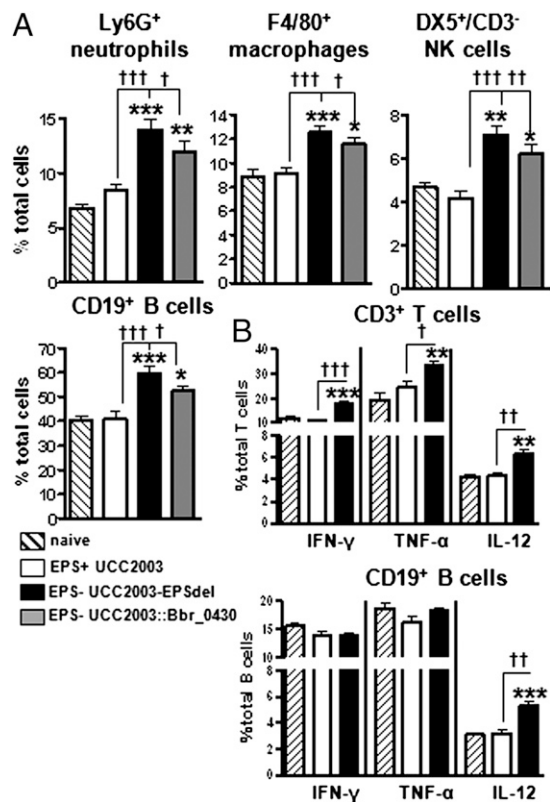 A
Ly6G+
neutrophils
F4/80+
macrophages
DX5+/CD3-
NK cells
††† †
***
**
††† †
***
*
††† ††
**
*
% total cells
15
10
5
0
14
12
10
8
6
4
2
0
8
6
4
2
0
CD19+ B cells
††† †
***
*
% total cells
70
60
50
40
30
20
10
0
naive
EPS+ UCC2003
EPS- UCC2003-EPSdel
EPS- UCC2003::Bbr_0430
B
CD3+ T cells
†††
***
†
**
††
**
%total T cells
40
30
20
10
8
6
4
2
0
IFN-γ TNF-α IL-12
CD19+ B cells
††
***
%total B cells
20
15
10
8
6
4
2
0
IFN-γ TNF-α IL-12